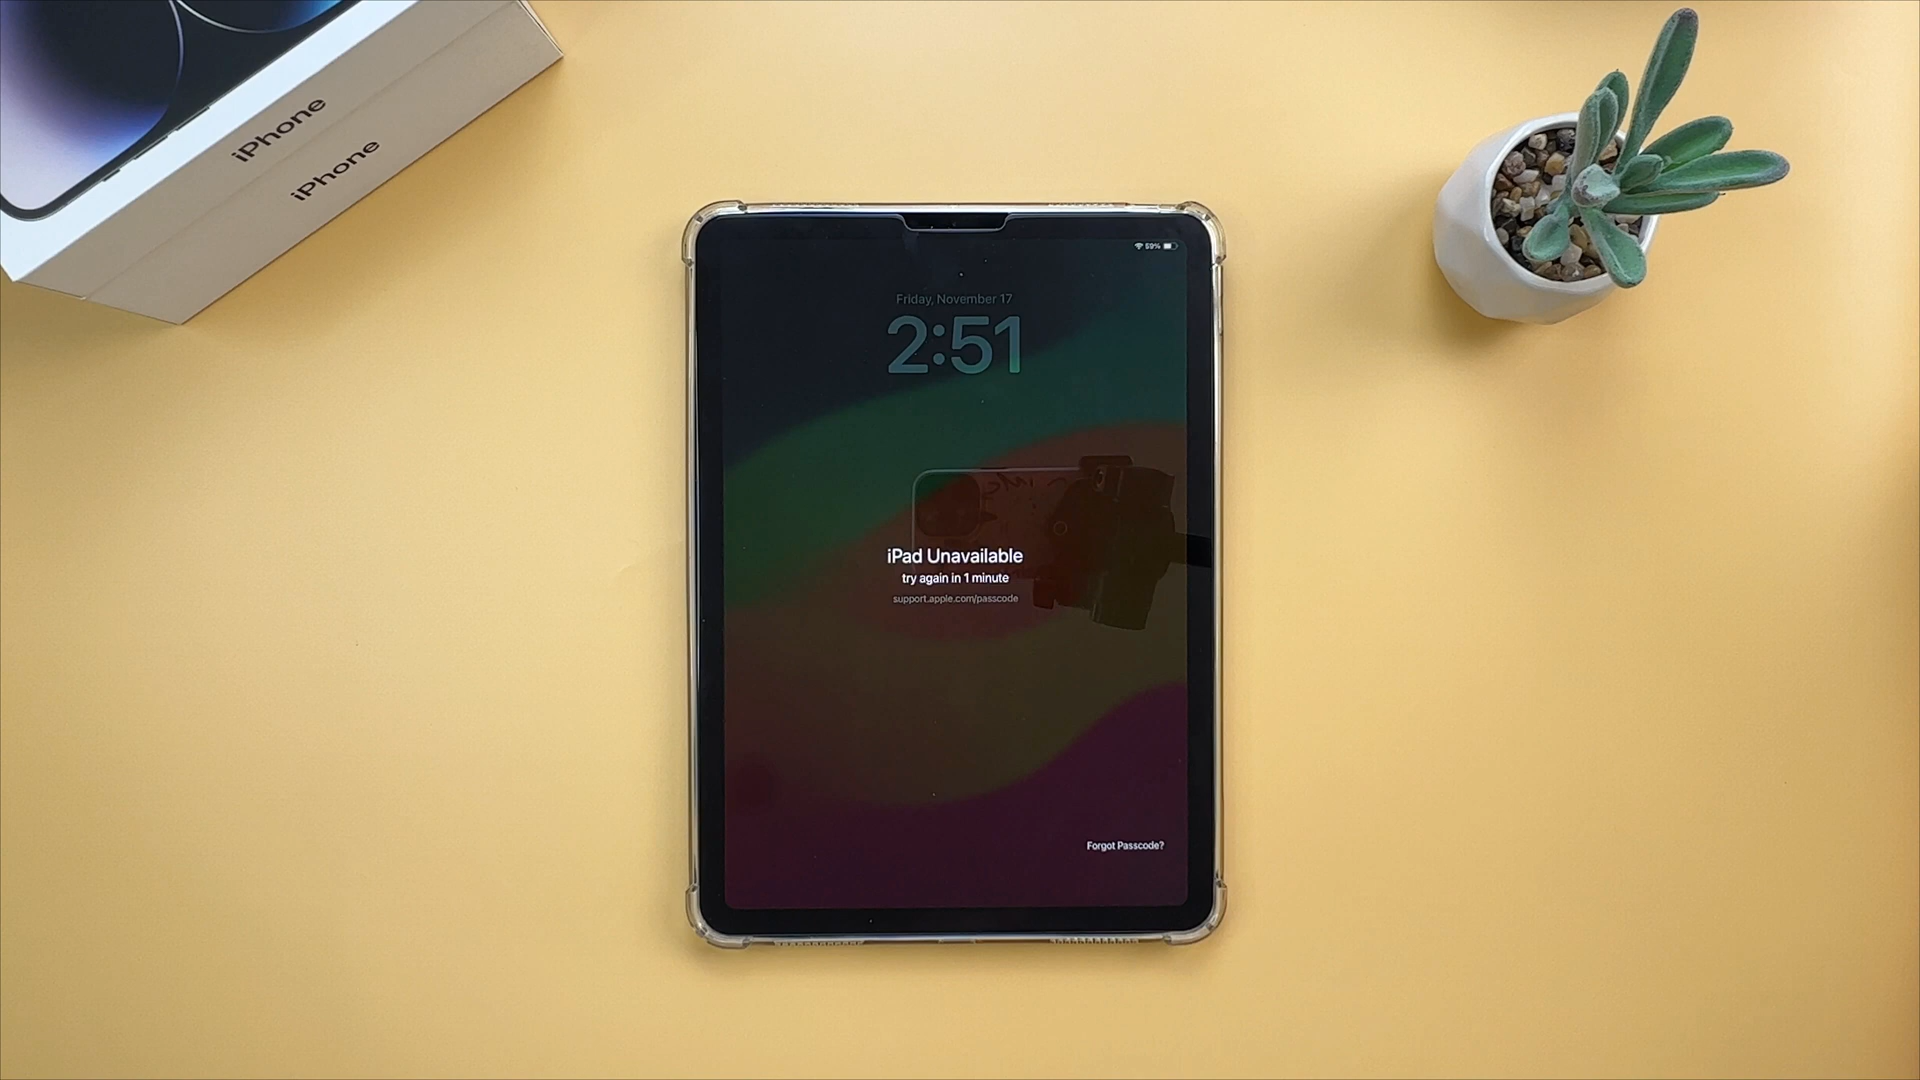 iPhone
iPhone
59%
Friday, November 17
2:51
iPad Unavailable
try again in 1 minute
support.apple.com/passcode
Forgot Passcode?